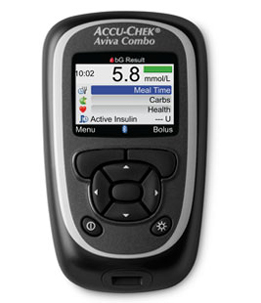 ACCU-CHEK®
Aviva Combo
bG Result
10:02 5.8 mmol/L
Meal Time
Carbs
Health
Active Insulin --- U
Menu Bolus